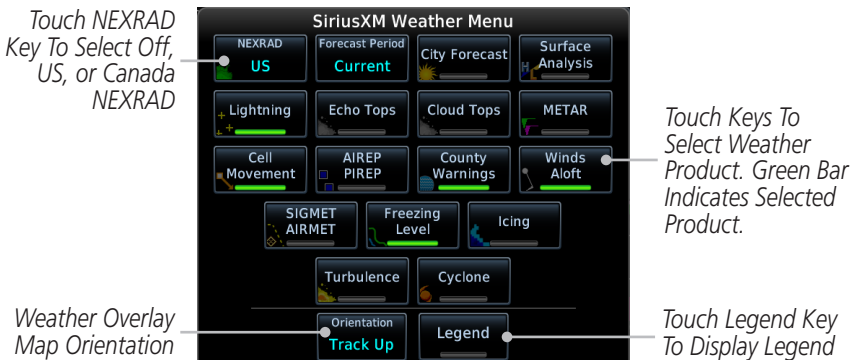 Touch NEXRAD
Key To Select Off,
US, or Canada
NEXRAD
SiriusXM Weather Menu
NEXRAD
US
Forecast Period
Current
City Forecast
Surface
Analysis
Lightning
Echo Tops
Cloud Tops
METAR
Cell
Movement
AIREP
PIREP
County
Warnings
Winds
Aloft
Touch Keys To
Select Weather
Product. Green Bar
Indicates Selected
Product.
SIGMET
AIRMET
Freezing
Level
Icing
Turbulence
Cyclone
Weather Overlay
Map Orientation
Orientation
Track Up
Legend
Touch Legend Key
To Display Legend